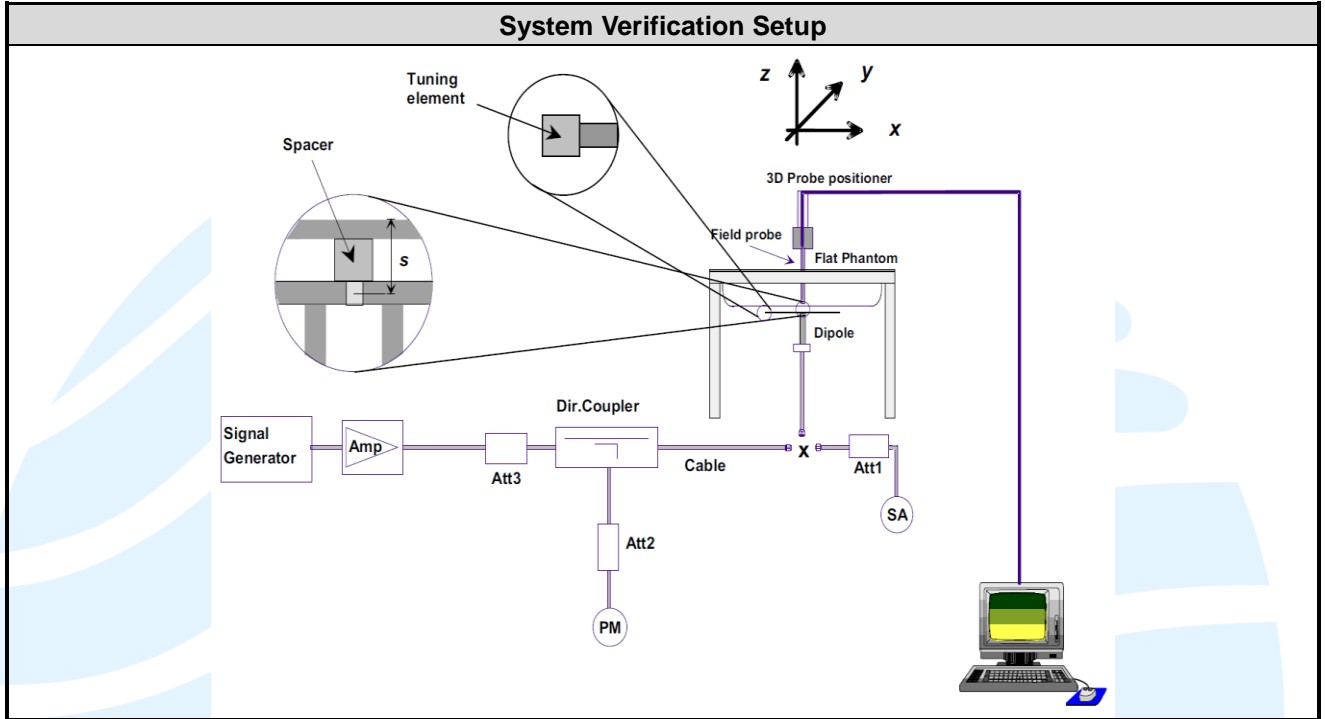 System Verification Setup
Tuning
element
z
y
x
Spacer
3D Probe positioner
s
Field probe
Flat Phantom
Dipole
Dir.Coupler
Signal
Generator
Amp
Att3
Cable
x
Att1
SA
Att2
PM